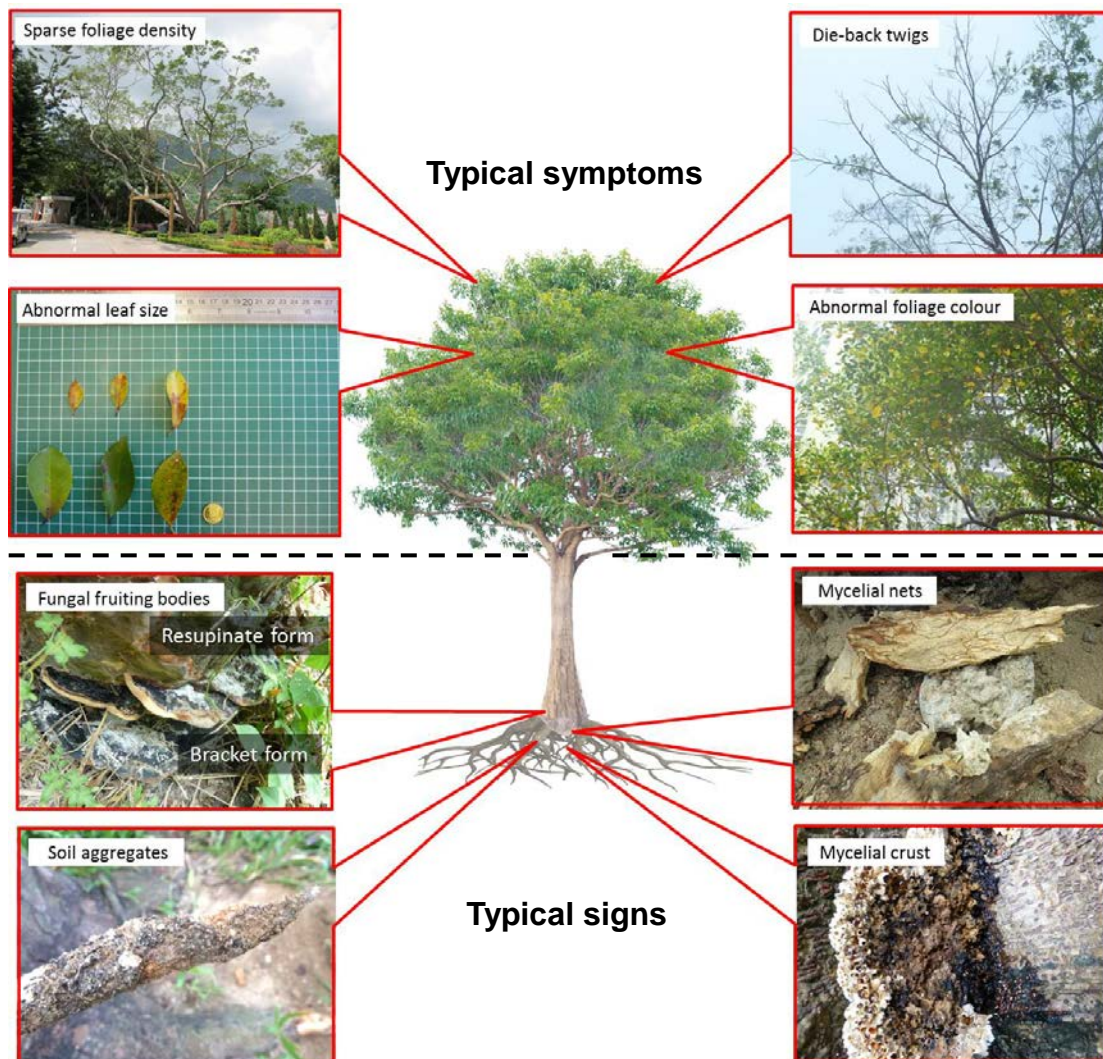 Sparse foliage density
Die-back twigs
Typical symptoms
Abnormal leaf size
Abnormal foliage colour
Fungal fruiting bodies
Resupinate form
Bracket form
Mycelial nets
Soil aggregates
Mycelial crust
Typical signs